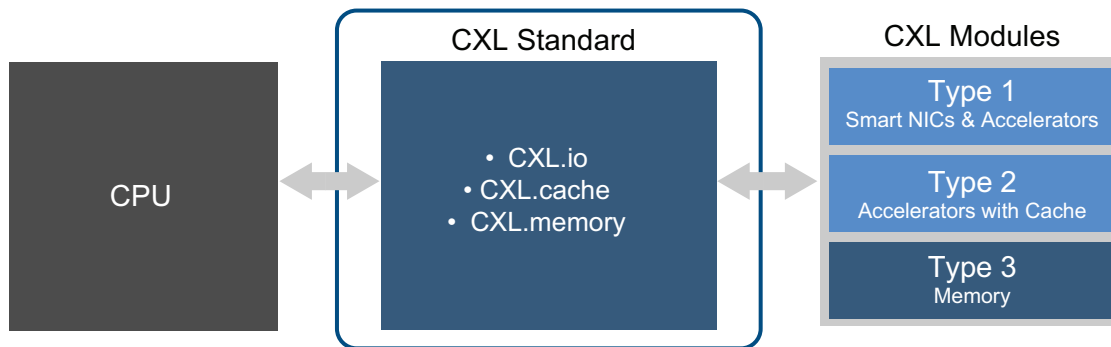 CXL Standard
CXL Modules
CPU
• CXL.io
• CXL.cache
• CXL.memory
Type 1
Smart NICs & Accelerators
Type 2
Accelerators with Cache
Type 3
Memory